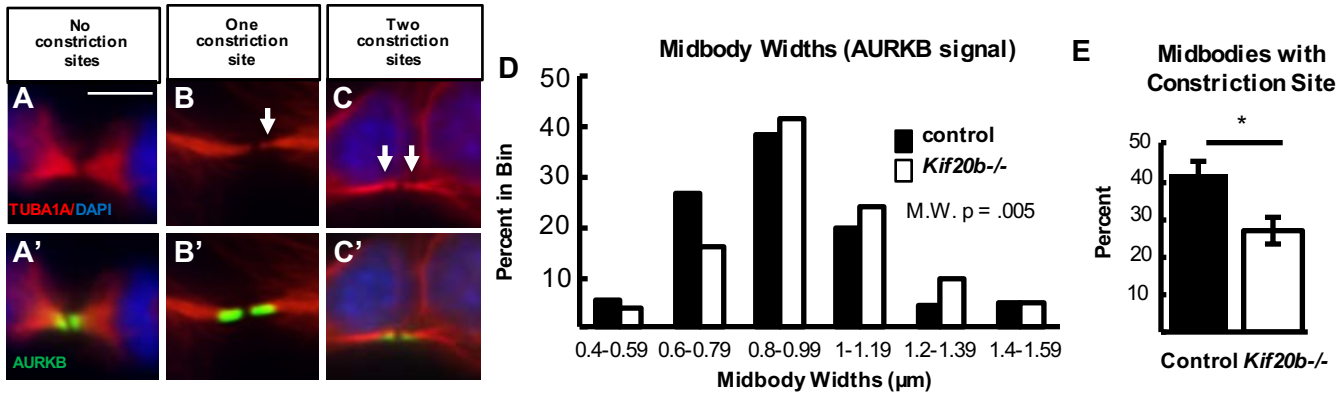 No
constriction
sites
One
constriction
site
Two
constriction
sites
A
B
C
TUBA1A/DAPI
A’
B’
C’
AURKB
D
Midbody Widths (AURKB signal)
Percent in Bin
50
40
30
20
10
control
Kif20b-/-
M.W. p = .005
0.4-0.59 0.6-0.79 0.8-0.99 1-1.19 1.2-1.39 1.4-1.59
Midbody Widths (µm)
E
Midbodies with
Constriction Site
*
Percent
50
40
30
20
10
Control Kif20b-/-